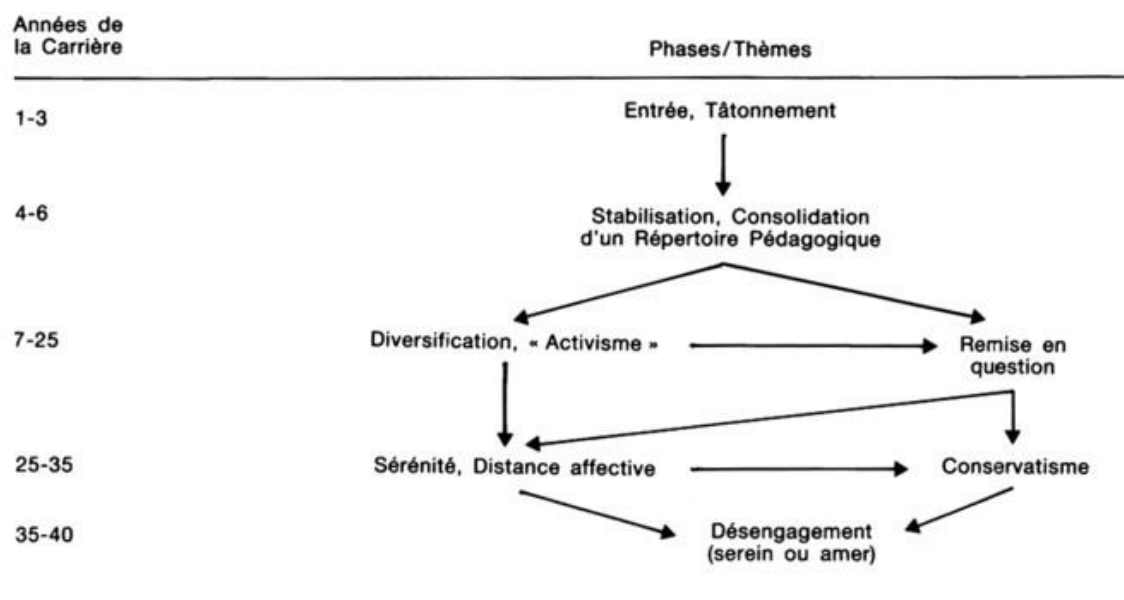 Années de
la Carrière
Phases/Thèmes
1-3
Entrée, Tâtonnement
4-6
Stabilisation, Consolidation
d'un Répertoire Pédagogique
7-25
Diversification, « Activisme »
Remise en
question
25-35
Sérénité, Distance affective
Conservatisme
35-40
Désengagement
(serein ou amer)